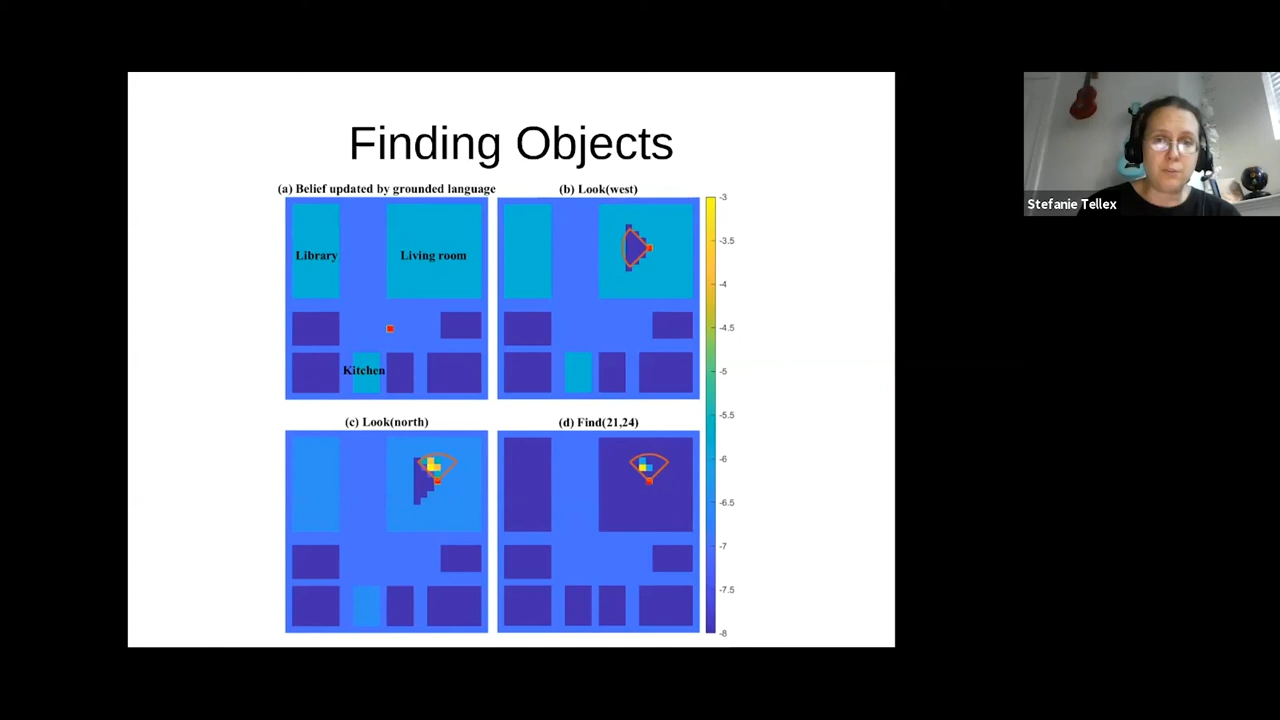 Finding Objects
(a) Belief updated by grounded language
(b) Look(west)
Library
Living room
Kitchen
(c) Look(north)
(d) Find(21,24)
-3
-3.5
-4
-4.5
-5
-5.5
-6
-6.5
-7
-7.5
-8
Stefanie Tellex